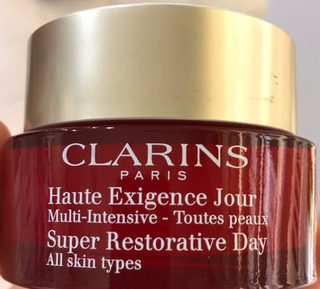 CLARINS
PARIS
Haute Exigence Jour
Multi-Intensive - Toutes peaux
Super Restorative Day
All skin types